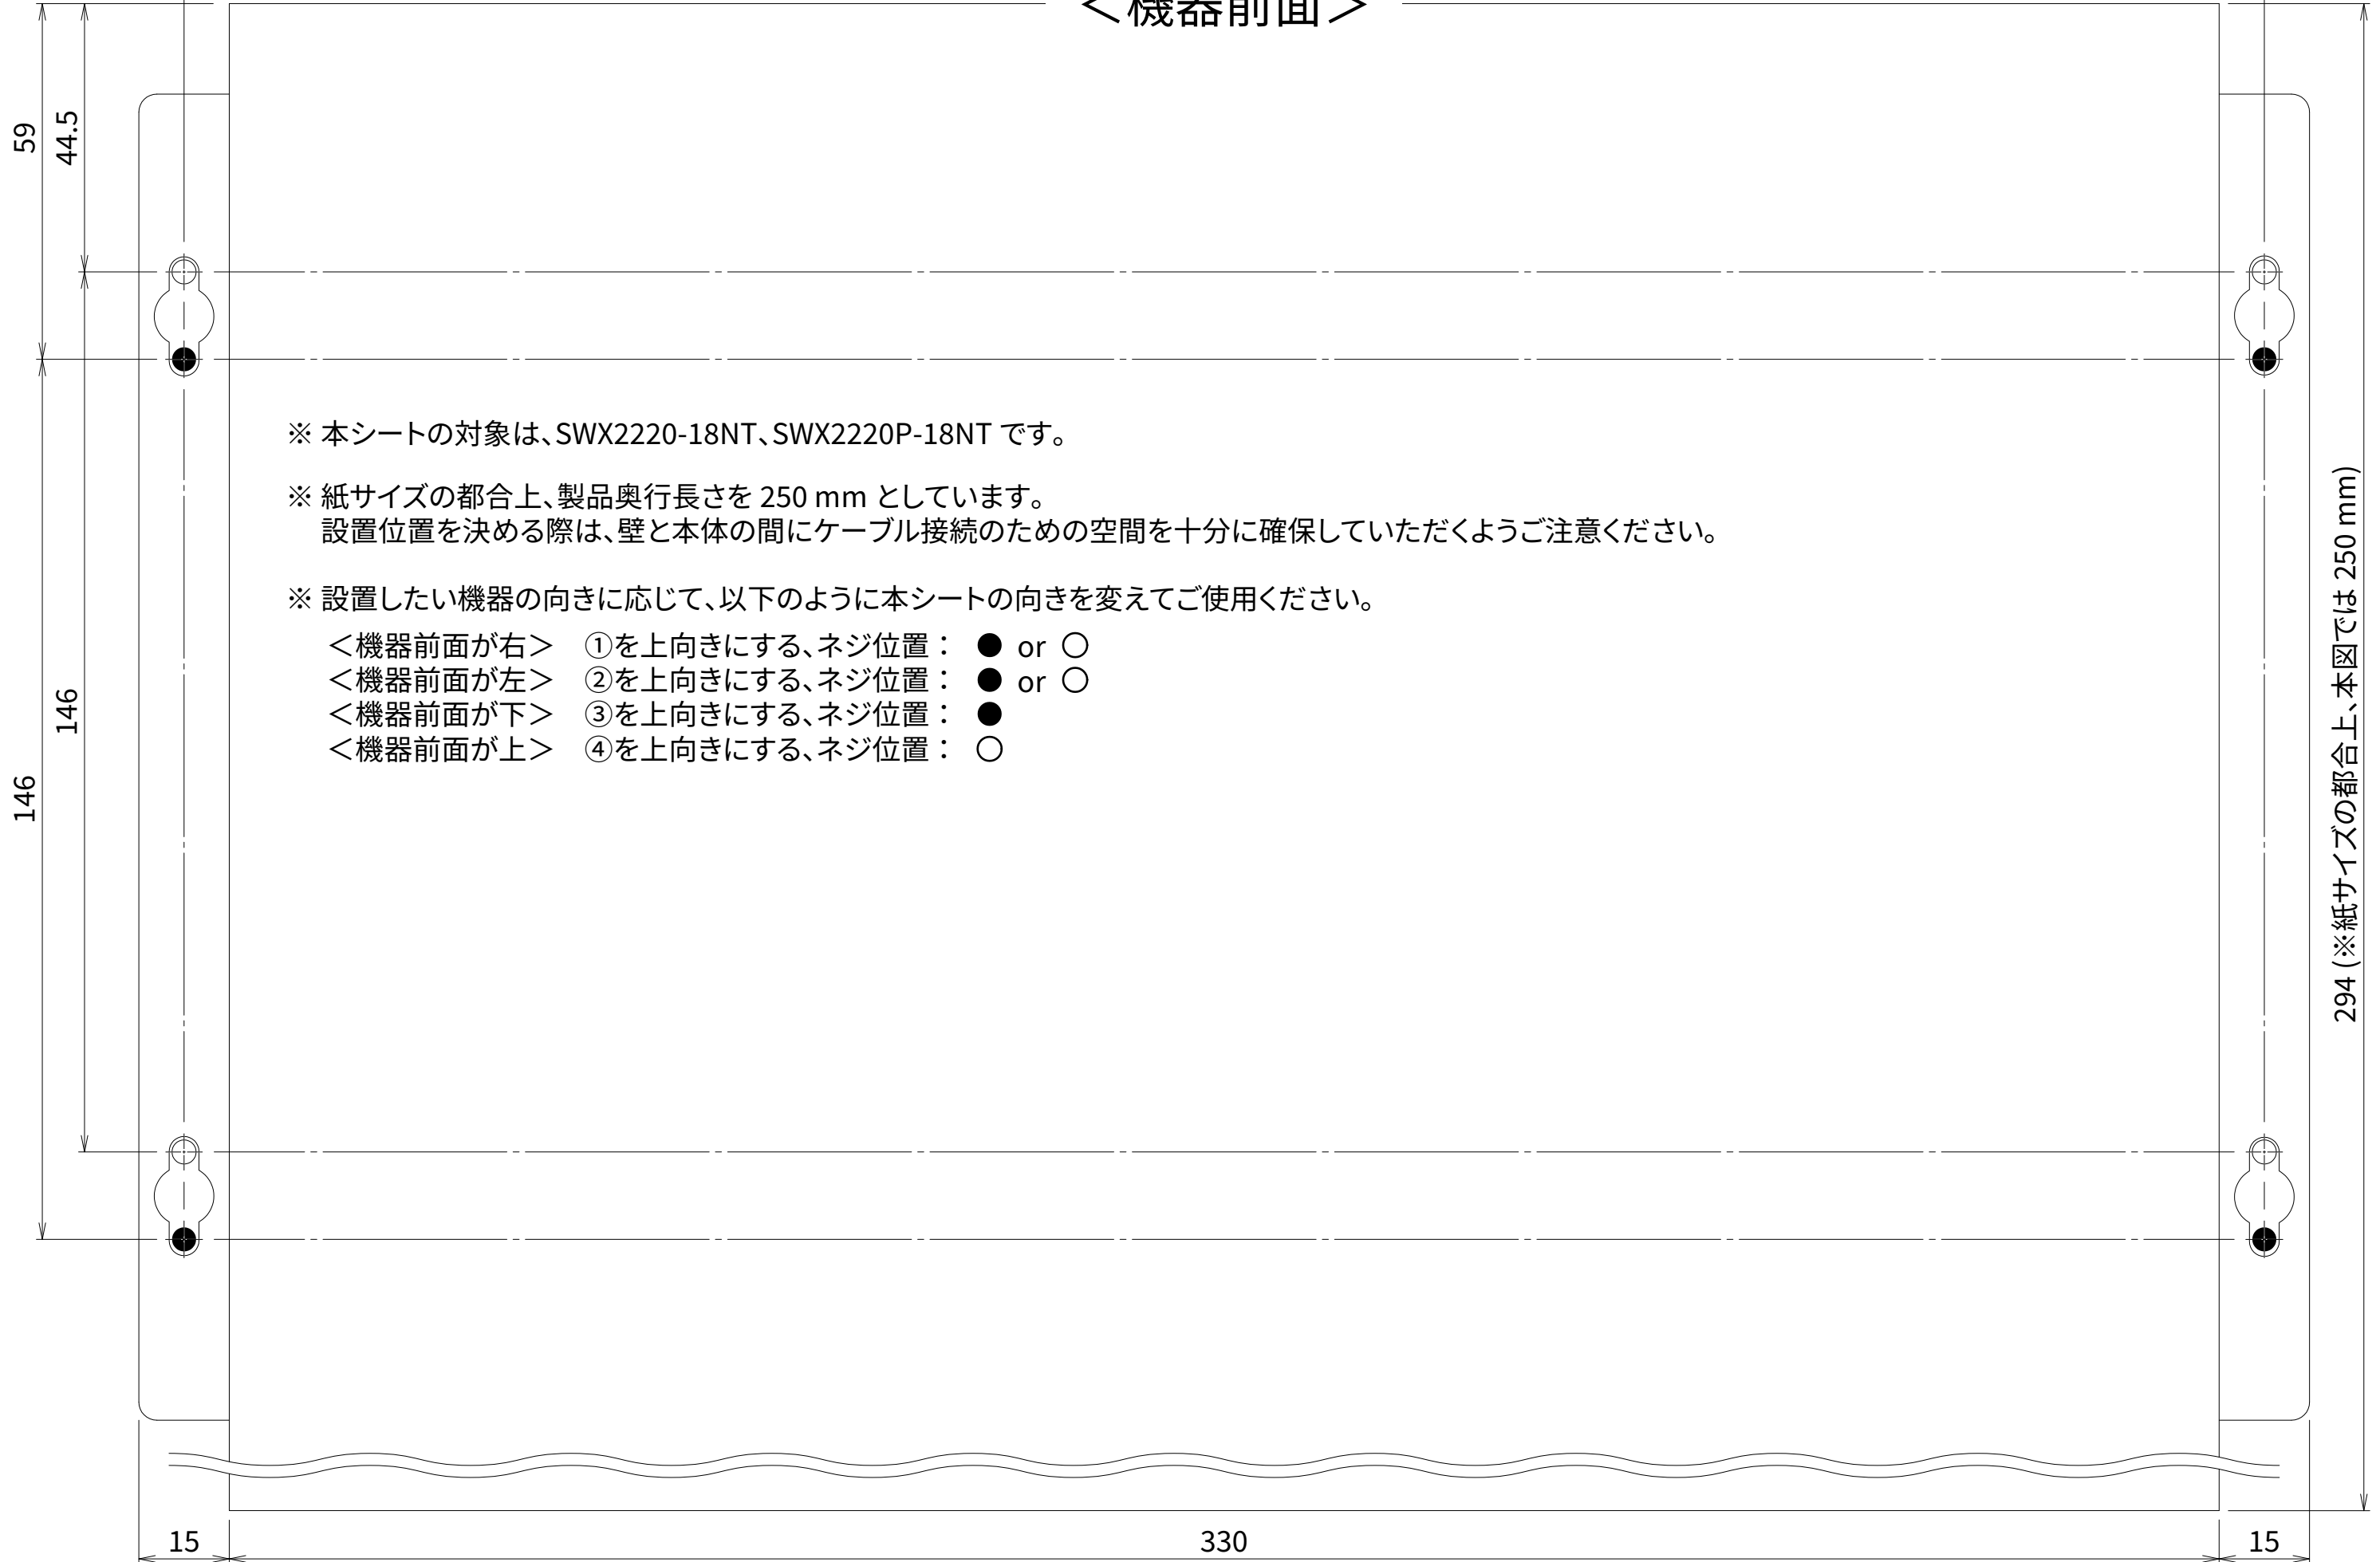 ＜機器前面＞
59
44.5
※ 本シートの対象は、SWX2220-18NT、SWX2220P-18NT です。
※ 紙サイズの都合上、製品奥行長さを 250 mm としています。
設置位置を決める際は、壁と本体の間にケーブル接続のための空間を十分に確保していただくようご注意ください。
※ 設置したい機器の向きに応じて、以下のように本シートの向きを変えてご使用ください。
＜機器前面が右＞　①を上向きにする、ネジ位置： ● or ○
＜機器前面が左＞　②を上向きにする、ネジ位置： ● or ○
＜機器前面が下＞　③を上向きにする、ネジ位置： ●
＜機器前面が上＞　④を上向きにする、ネジ位置： ○
146
146
294 (※紙サイズの都合上、本図では 250 mm)
15
330
15